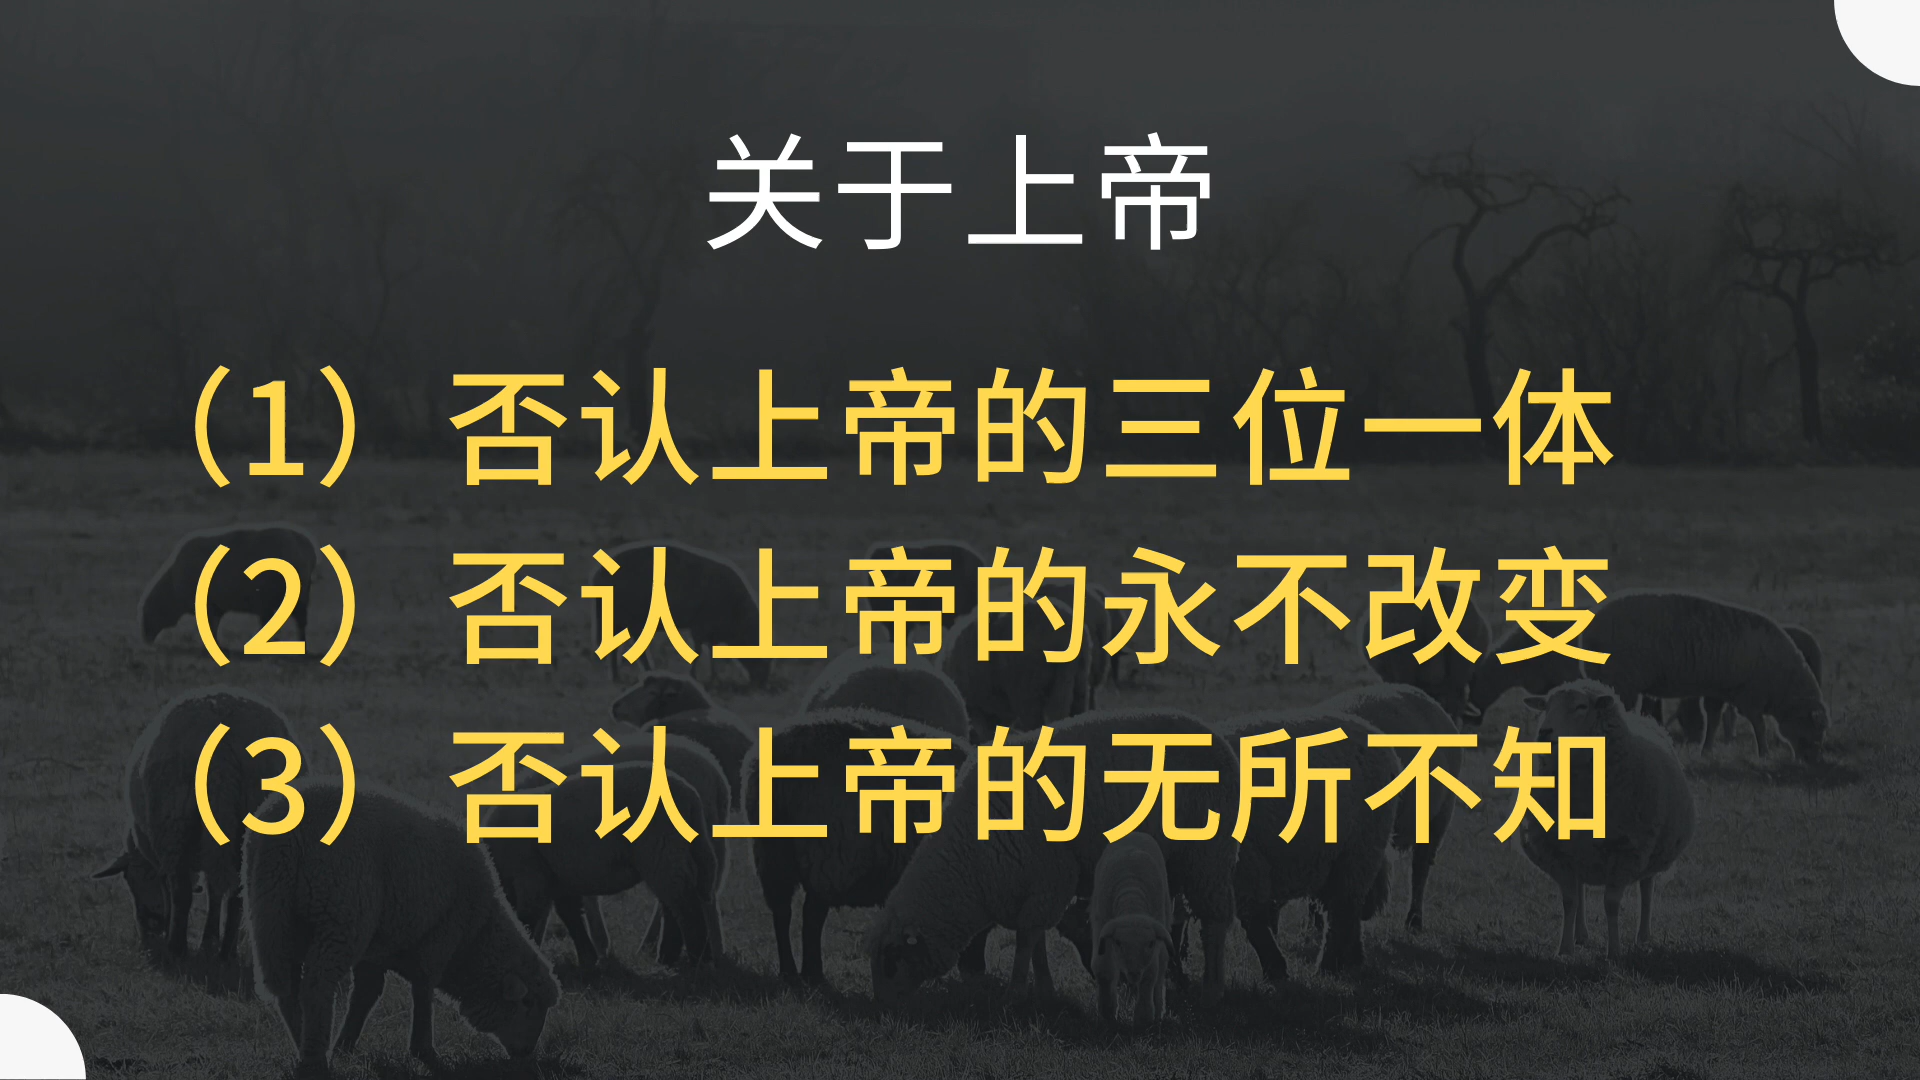 关于上帝
（1）否认上帝的三位一体
（2）否认上帝的永不改变
（3）否认上帝的无所不知